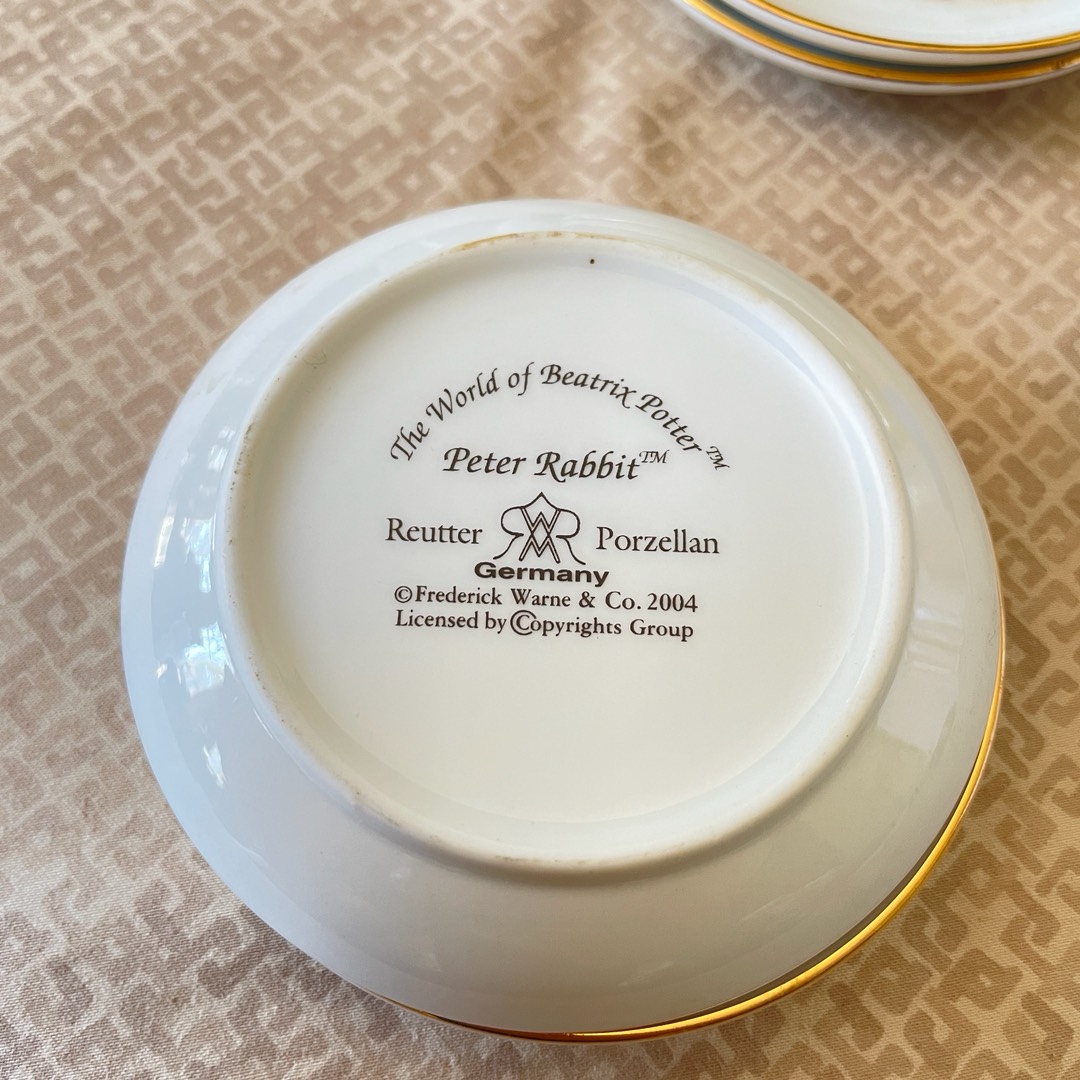 The World of Beatrix Potter™
Peter Rabbit™
Reutter Porzellan
Germany
©Frederick Warne & Co. 2004
Licensed by Copyrights Group